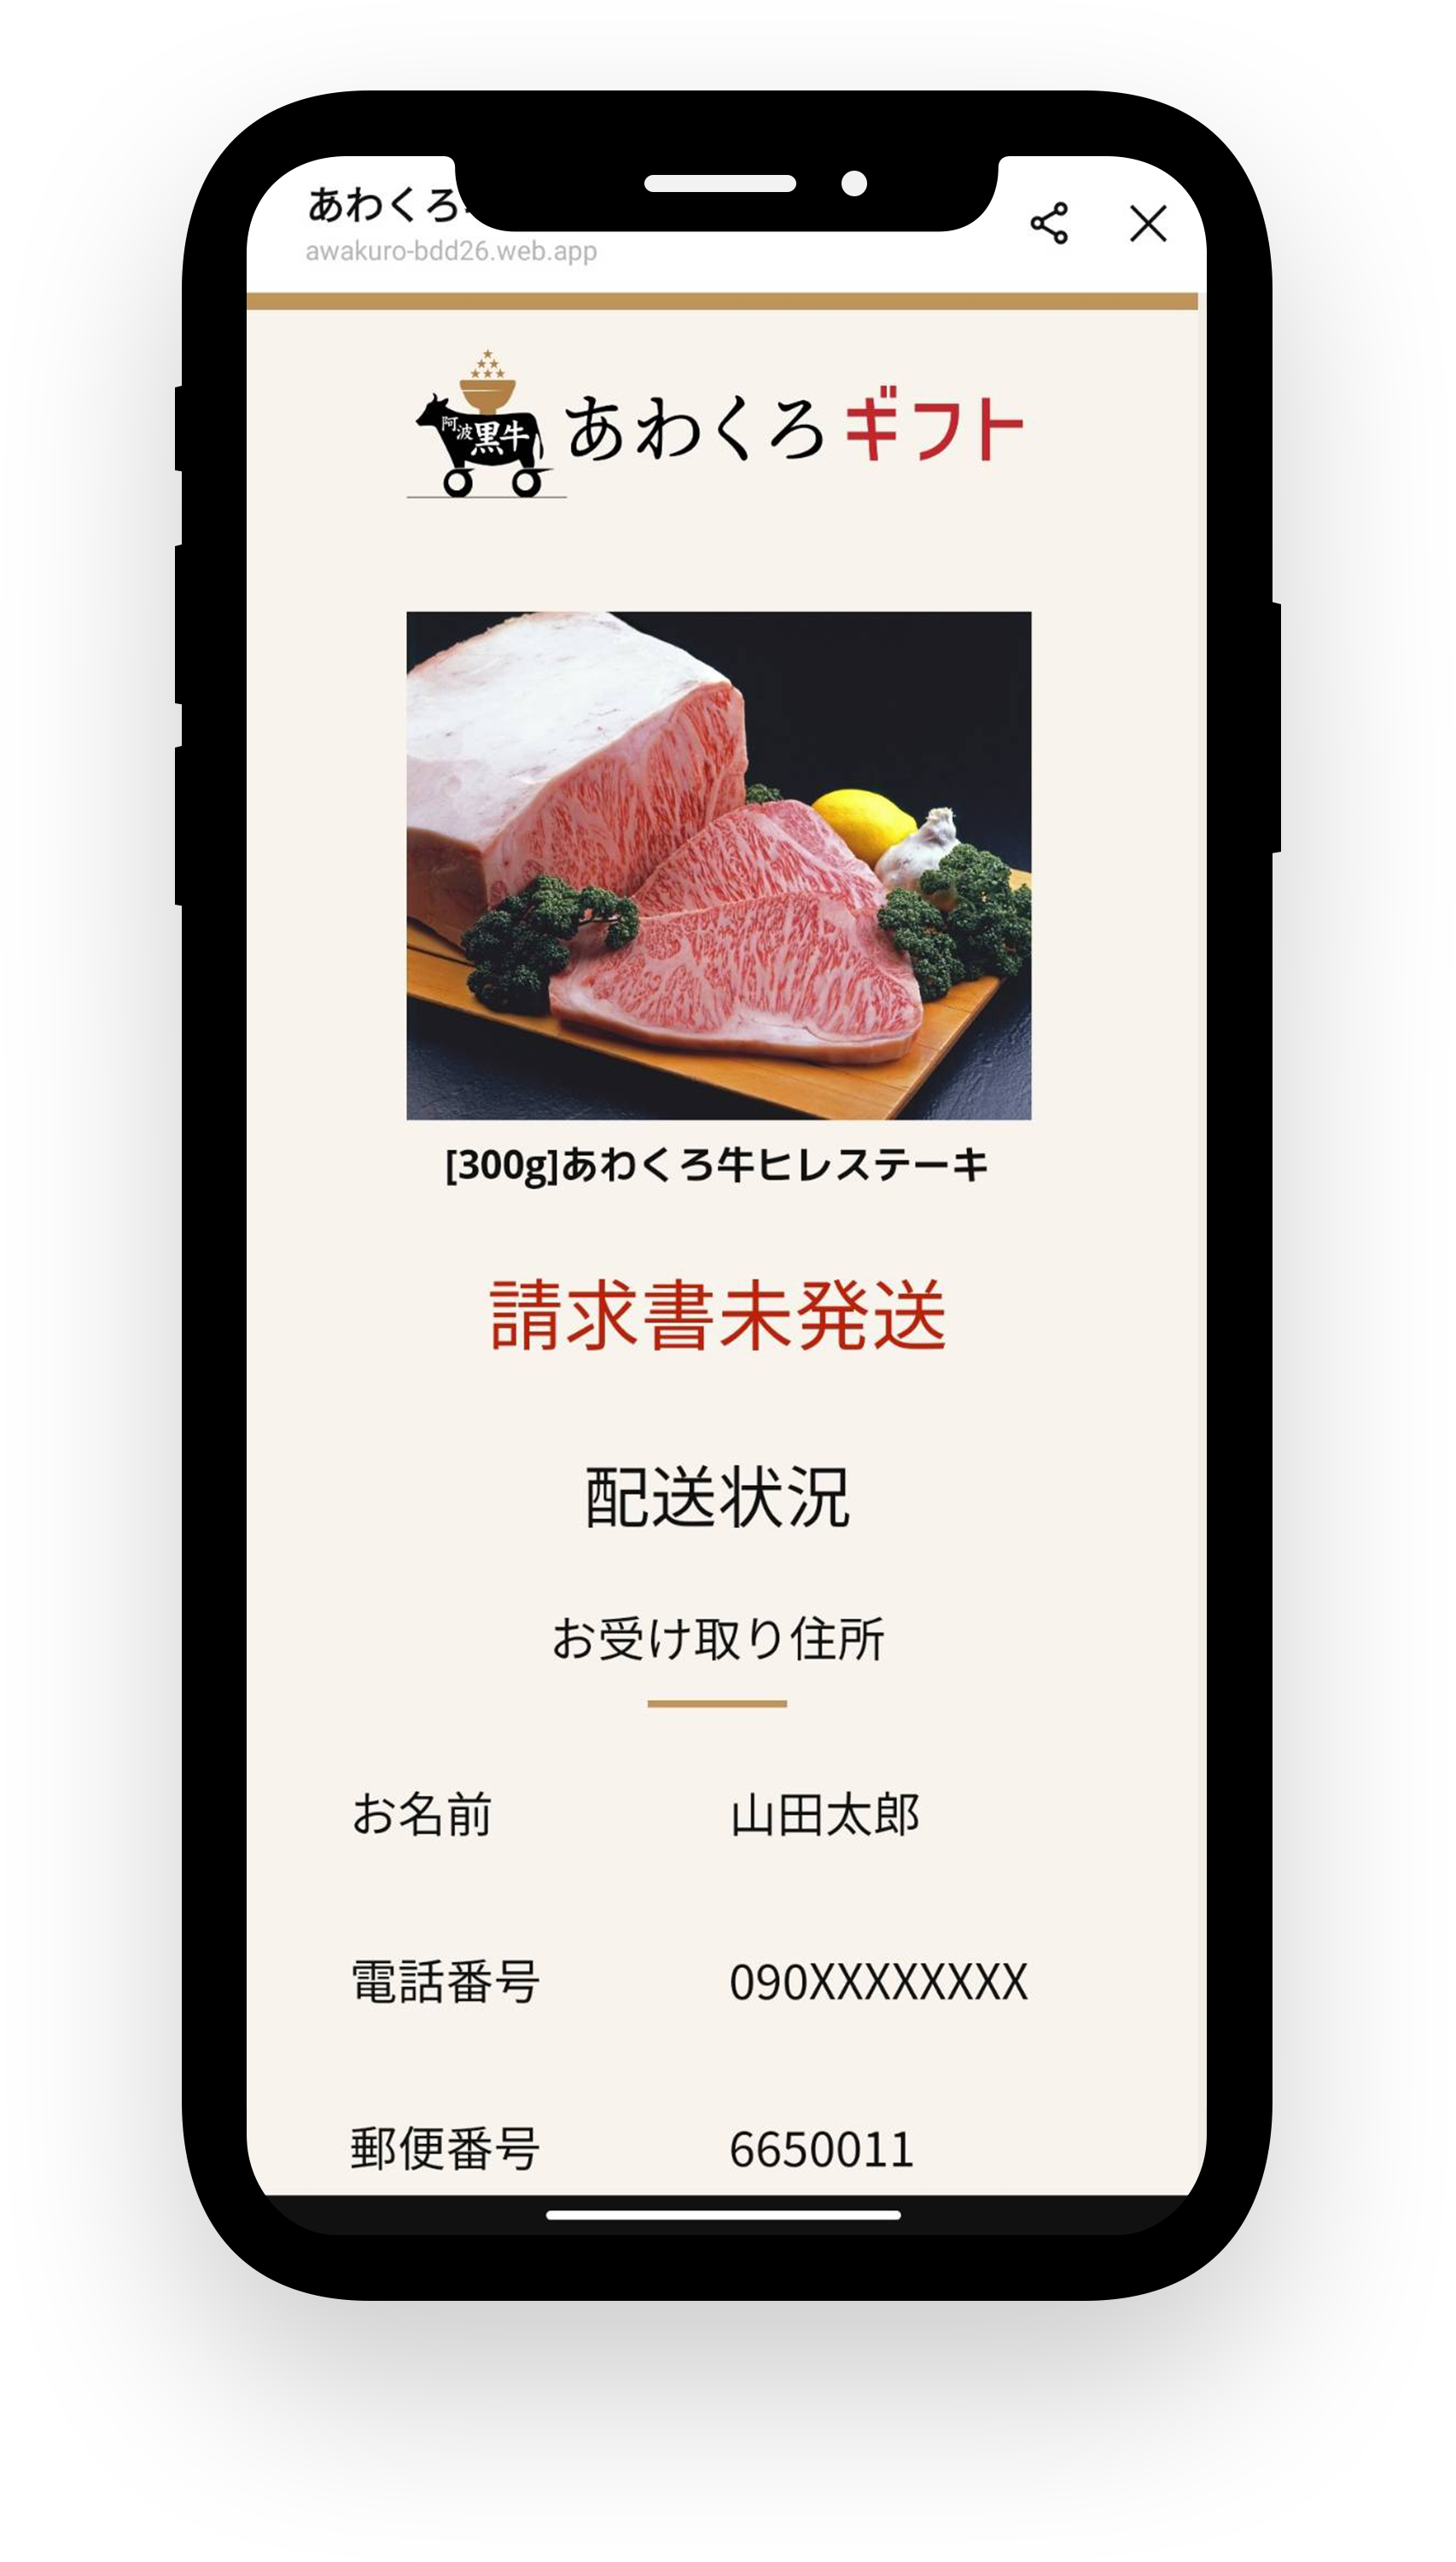 あわくろ
awakuro-bdd26.web.app
阿波黒牛
あわくろギフト
[300g]あわくろ牛ヒレステーキ
請求書未発送
配送状況
お受け取り住所
お名前 山田太郎
電話番号 090XXXXXXXX
郵便番号 6650011